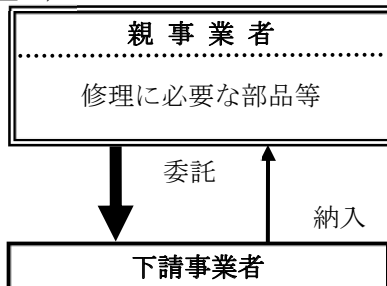 親事業者
修理に必要な部品等
委託
納入
下請事業者